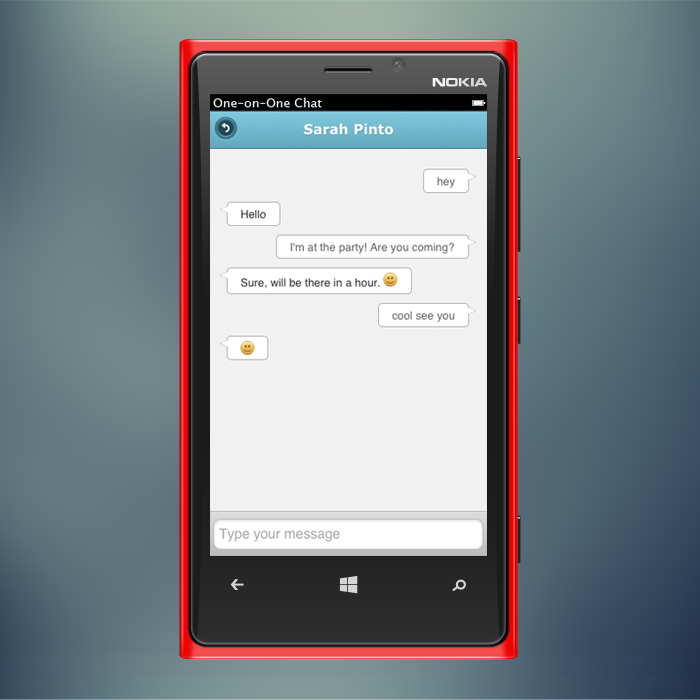 NOKIA
One-on-One Chat
Sarah Pinto
hey
Hello
I'm at the party! Are you coming?
Sure, will be there in a hour. 🙂
cool see you
🙂
Type your message